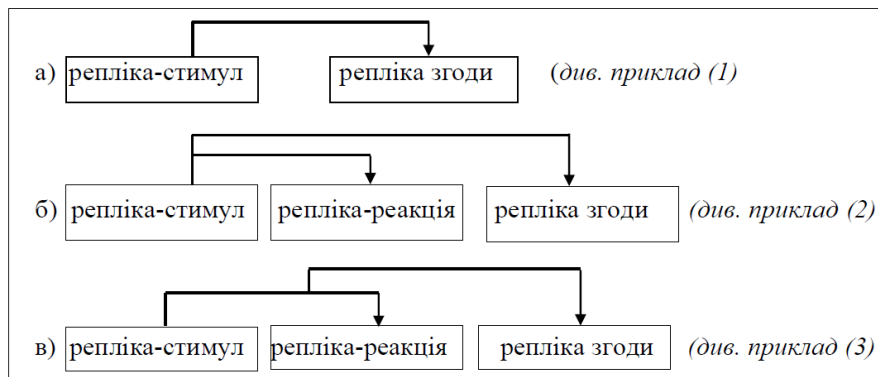 а) репліка-стимул репліка згоди (див. приклад (1)
б) репліка-стимул репліка-реакція репліка згоди (див. приклад (2)
в) репліка-стимул репліка-реакція репліка згоди (див. приклад (3)